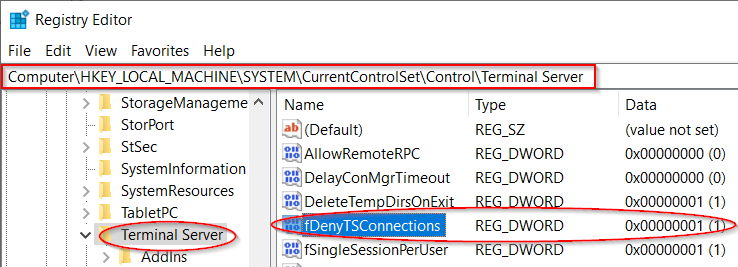 Registry Editor
File Edit View Favorites Help
Computer\HKEY_LOCAL_MACHINE\SYSTEM\CurrentControlSet\Control\Terminal Server
StorageManageme
StorPort
StSec
SystemInformation
SystemResources
TabletPC
Terminal Server
AddIns
Name Type Data
(Default) REG_SZ (value not set)
AllowRemoteRPC REG_DWORD 0x00000000 (0)
DelayConMgrTimeout REG_DWORD 0x00000000 (0)
DeleteTempDirsOnExit REG_DWORD 0x00000001 (1)
fDenyTSConnections REG_DWORD 0x00000001 (1)
fSingleSessionPerUser REG_DWORD 0x00000001 (1)